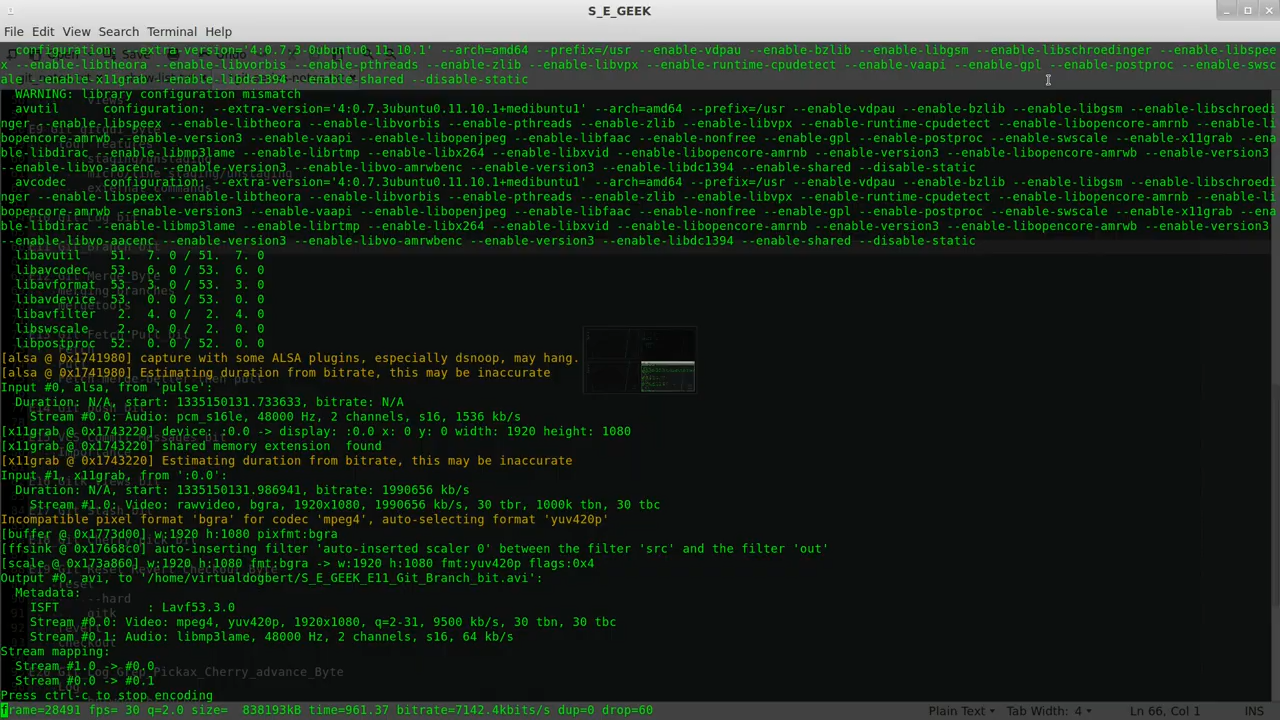 S_E_GEEK
File Edit View Search Terminal Help
configuration: --extra-version='4:0.7.3-0ubuntu0.11.10.1' --arch=amd64 --prefix=/usr --enable-vdpau --enable-bzlib --enable-libgsm --enable-libschroedinger --enable-libspee
x --enable-libtheora --enable-libvorbis --enable-pthreads --enable-zlib --enable-libvpx --enable-runtime-cpudetect --enable-vaapi --enable-gpl --enable-postproc --enable-swsc
ale --enable-x11grab --enable-libdc1394 --enable-shared --disable-static
WARNING: library configuration mismatch
avutil configuration: --extra-version='4:0.7.3ubuntu0.11.10.1+medibuntu1' --arch=amd64 --prefix=/usr --enable-vdpau --enable-bzlib --enable-libgsm --enable-libschroedi
nger --enable-libspeex --enable-libtheora --enable-libvorbis --enable-pthreads --enable-zlib --enable-libvpx --enable-runtime-cpudetect --enable-libopencore-amrnb --enable-li
bopencore-amrwb --enable-version3 --enable-vaapi --enable-libopenjpeg --enable-libfaac --enable-nonfree --enable-gpl --enable-postproc --enable-swscale --enable-x11grab --ena
ble-libdirac --enable-libmp3lame --enable-librtmp --enable-libx264 --enable-libxvid --enable-libopencore-amrnb --enable-version3 --enable-libopencore-amrwb --enable-version3
--enable-libvo-aacenc --enable-version3 --enable-libvo-amrwbenc --enable-version3 --enable-libdc1394 --enable-shared --disable-static
avcodec configuration: --extra-version='4:0.7.3ubuntu0.11.10.1+medibuntu1' --arch=amd64 --prefix=/usr --enable-vdpau --enable-bzlib --enable-libgsm --enable-libschroedi
nger --enable-libspeex --enable-libtheora --enable-libvorbis --enable-pthreads --enable-zlib --enable-libvpx --enable-runtime-cpudetect --enable-libopencore-amrnb --enable-li
bopencore-amrwb --enable-version3 --enable-vaapi --enable-libopenjpeg --enable-libfaac --enable-nonfree --enable-gpl --enable-postproc --enable-swscale --enable-x11grab --ena
ble-libdirac --enable-libmp3lame --enable-librtmp --enable-libx264 --enable-libxvid --enable-libopencore-amrnb --enable-version3 --enable-libopencore-amrwb --enable-version3
--enable-libvo-aacenc --enable-version3 --enable-libvo-amrwbenc --enable-version3 --enable-libdc1394 --enable-shared --disable-static
libavutil 51. 7. 0 / 51. 7. 0
libavcodec 53. 6. 0 / 53. 6. 0
libavformat 53. 3. 0 / 53. 3. 0
libavdevice 53. 0. 0 / 53. 0. 0
libavfilter 2. 4. 0 / 2. 4. 0
libswscale 2. 0. 0 / 2. 0. 0
libpostproc 52. 0. 0 / 52. 0. 0
[alsa @ 0x1741980] capture with some ALSA plugins, especially dsnoop, may hang.
[alsa @ 0x1741980] Estimating duration from bitrate, this may be inaccurate
Input #0, alsa, from 'pulse':
Duration: N/A, start: 1335150131.733633, bitrate: N/A
Stream #0.0: Audio: pcm_s16le, 48000 Hz, 2 channels, s16, 1536 kb/s
[x11grab @ 0x1743220] device: :0.0 -> display: :0.0 x: 0 y: 0 width: 1920 height: 1080
[x11grab @ 0x1743220] shared memory extension found
[x11grab @ 0x1743220] Estimating duration from bitrate, this may be inaccurate
Input #1, x11grab, from ':0.0':
Duration: N/A, start: 1335150131.986941, bitrate: 1990656 kb/s
Stream #1.0: Video: rawvideo, bgra, 1920x1080, 1990656 kb/s, 30 tbr, 1000k tbn, 30 tbc
Incompatible pixel format 'bgra' for codec 'mpeg4', auto-selecting format 'yuv420p'
[buffer @ 0x1773d00] w:1920 h:1080 pixfmt:bgra
[ffsink @ 0x17668c0] auto-inserting filter 'auto-inserted scaler 0' between the filter 'src' and the filter 'out'
[scale @ 0x173a860] w:1920 h:1080 fmt:bgra -> w:1920 h:1080 fmt:yuv420p flags:0x4
Output #0, avi, to '/home/virtualdogbert/S_E_GEEK_E11_Git_Branch_bit.avi':
Metadata:
ISFT : Lavf53.3.0
Stream #0.0: Video: mpeg4, yuv420p, 1920x1080, q=2-31, 9500 kb/s, 30 tbn, 30 tbc
Stream #0.1: Audio: libmp3lame, 48000 Hz, 2 channels, s16, 64 kb/s
Stream mapping:
Stream #1.0 -> #0.0
Stream #0.0 -> #0.1
Press ctrl-c to stop encoding
frame=28491 fps= 30 q=2.0 size= 838193kB time=961.37 bitrate=7142.4kbits/s dup=0 drop=60
Plain Text Tab Width: 4 Ln 66, Col 1 INS